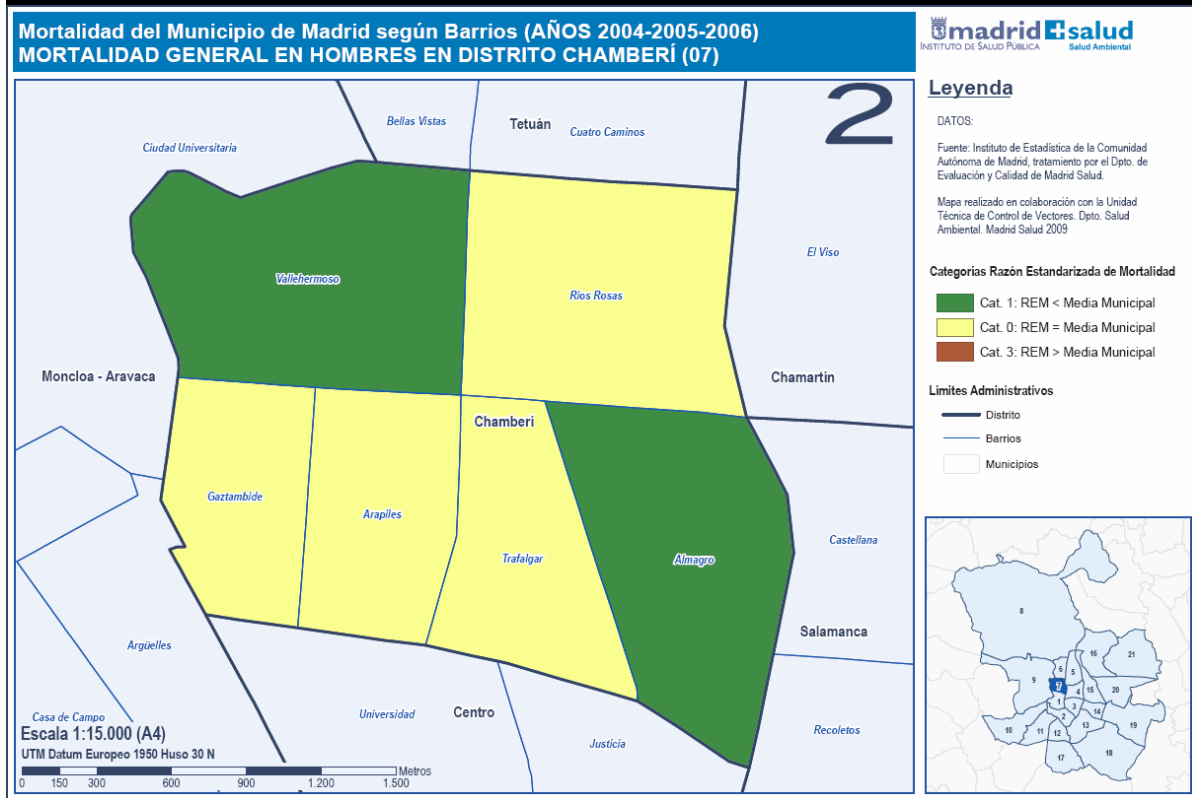 Mortalidad del Municipio de Madrid según Barrios (AÑOS 2004-2005-2006)
MORTALIDAD GENERAL EN HOMBRES EN DISTRITO CHAMBERÍ (07)
madrid salud
INSTITUTO DE SALUD PÚBLICA
Salud Ambiental
2
Bellas Vistas
Tetuán
Cuatro Caminos
Ciudad Universitaria
El Viso
Vallehermoso
Ríos Rosas
Moncloa - Aravaca
Chamartín
Chamberí
Gaztambide
Arapiles
Trafalgar
Almagro
Castellana
Argüelles
Salamanca
Casa de Campo
Universidad
Centro
Justicia
Recoletos
Escala 1:15.000 (A4)
UTM Datum Europeo 1950 Huso 30 N
Metros
0 150 300 600 900 1.200 1.500
Leyenda
DATOS:
Fuente: Instituto de Estadística de la Comunidad
Autónoma de Madrid, tratamiento por el Dpto. de
Evaluación y Calidad de Madrid Salud.
Mapa realizado en colaboración con la Unidad
Técnica de Control de Vectores. Dpto. Salud
Ambiental. Madrid Salud 2009
Categorías Razón Estandarizada de Mortalidad
Cat. 1: REM < Media Municipal
Cat. 0: REM = Media Municipal
Cat. 3: REM > Media Municipal
Límites Administrativos
Distrito
Barrios
Municipios
8
16
21
6
5
9
7
4
15
20
1
3
2
14
13
19
10
11
12
18
17